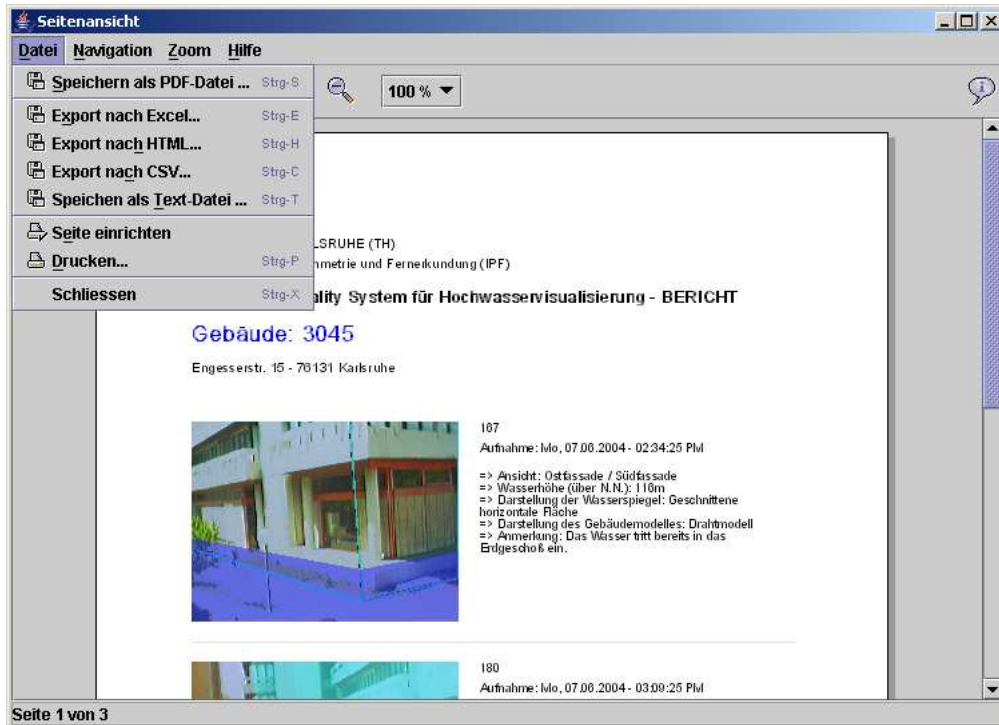 Seitenansicht
Datei Navigation Zoom Hilfe
Speichern als PDF-Datei ... Strg-S
Export nach Excel... Strg-E
Export nach HTML... Strg-H
Export nach CSV... Strg-C
Speichen als Text-Datei ... Strg-T
Seite einrichten
Drucken... Strg-P
Schliessen Strg-X
100 %
LSRUHE (TH)
nmetrie und Fernerkundung (IPF)
ality System für Hochwasservisualisierung - BERICHT
Gebäude: 3045
Engesserstr. 15 - 76131 Karlsruhe
167
Aufnahme: Mo, 07.06.2004 - 02:34:25 PM
=> Ansicht: Ostfassade / Südfassade
=> Wasserhöhe (über N.N.): 116m
=> Darstellung der Wasserspiegel: Geschnittene
horizontale Fläche
=> Darstellung des Gebäudemodelles: Drahtmodell
=> Anmerkung: Das Wasser tritt bereits in das
Erdgeschoß ein.
180
Aufnahme: Mo, 07.06.2004 - 03:09:25 PM
Seite 1 von 3